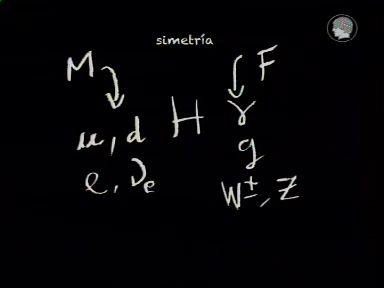 simetría
M F
u, d H γ
e, νe g
W±, Z